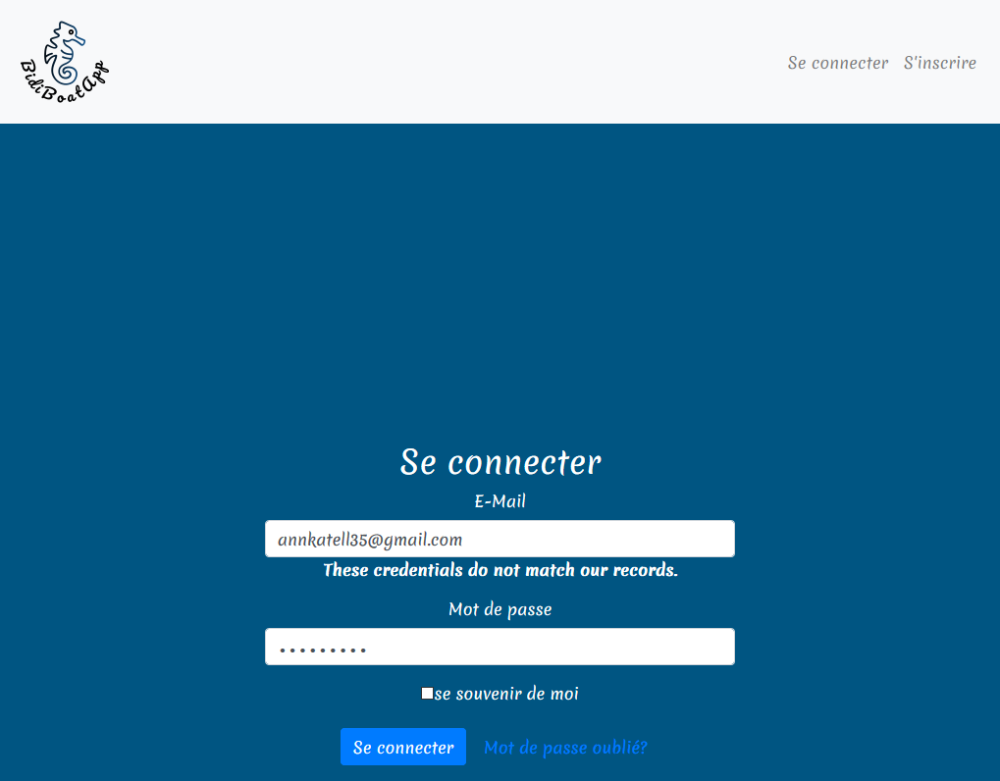 BidiBoatApp
Se connecter S'inscrire
Se connecter
E-Mail
annkatell35@gmail.com
These credentials do not match our records.
Mot de passe
•••••••••
se souvenir de moi
Se connecter Mot de passe oublié?